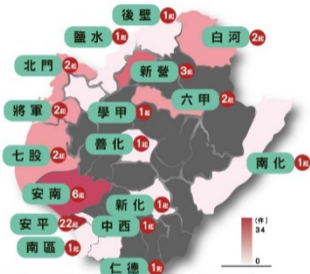 後壁 1起
鹽水 1起
白河 2起
北門 2起
新營 3起
將軍 2起
學甲 1起
六甲 2起
七股 2起
善化 1起
南化 1起
安南 6起
新化 1起
安平 22起
中西 1起
南區 1起
仁德 1起
(件)
34
0